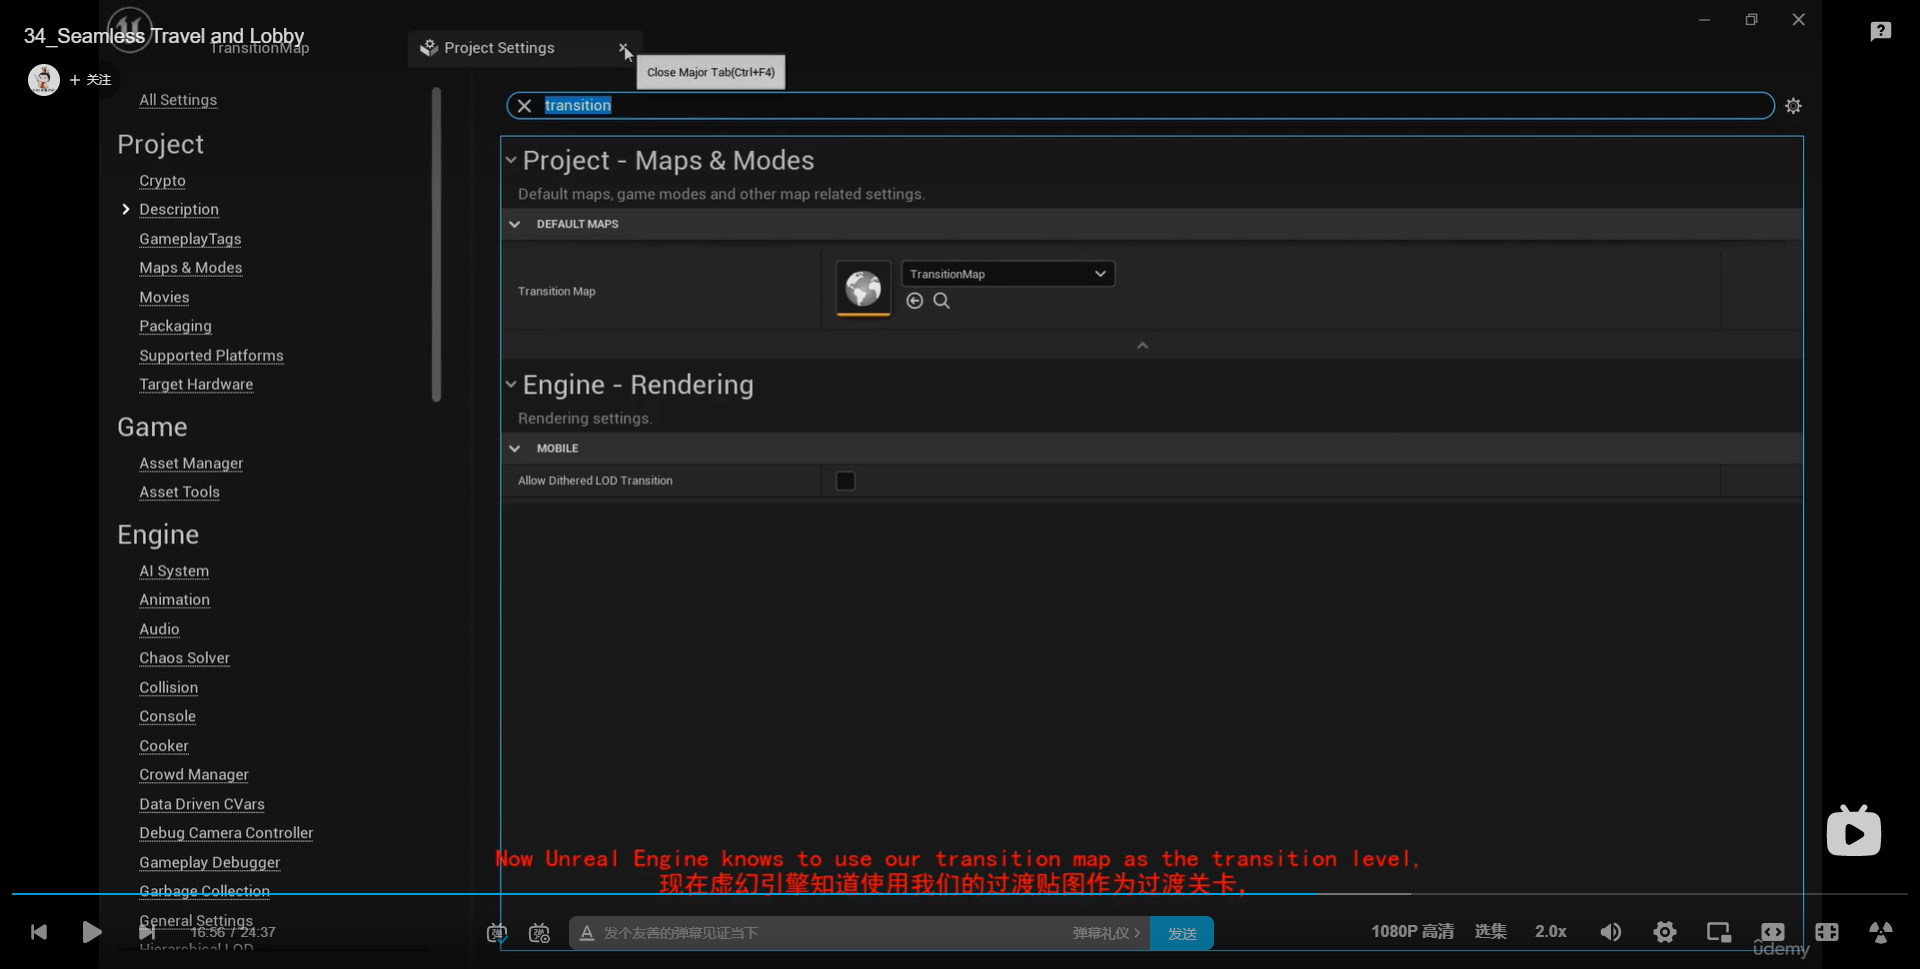 34_Seamless Travel and Lobby
TransitionMap
Project Settings
Close Major Tab(Ctrl+F4)
+ 关注
All Settings
transition
Project
Crypto
Description
GameplayTags
Maps & Modes
Movies
Packaging
Supported Platforms
Target Hardware
Game
Asset Manager
Asset Tools
Engine
AI System
Animation
Audio
Chaos Solver
Collision
Console
Cooker
Crowd Manager
Data Driven CVars
Debug Camera Controller
Gameplay Debugger
Garbage Collection
General Settings
Hierarchical LOD
Project - Maps & Modes
Default maps, game modes and other map related settings.
DEFAULT MAPS
Transition Map
TransitionMap
Engine - Rendering
Rendering settings.
MOBILE
Allow Dithered LOD Transition
Now Unreal Engine knows to use our transition map as the transition level,
现在虚幻引擎知道使用我们的过渡贴图作为过渡关卡,
16:56 / 24:37
弹
弹
A 发个友善的弹幕见证当下
弹幕礼仪 >
发送
1080P 高清
选集
2.0x
ûdemy